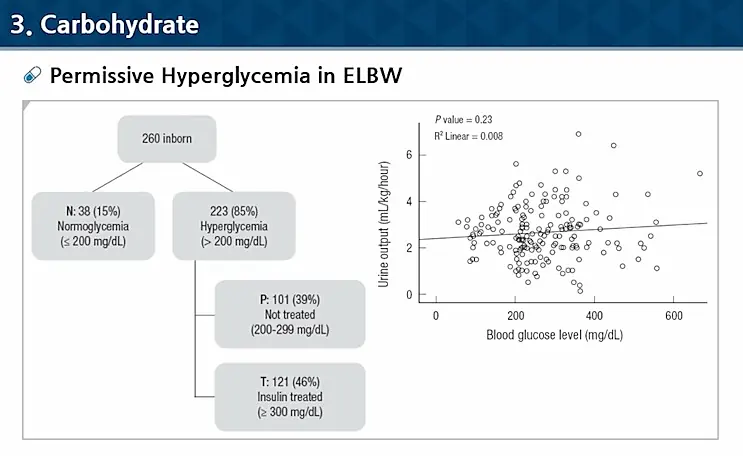 3. Carbohydrate
Permissive Hyperglycemia in ELBW
260 inborn
N: 38 (15%)
Normoglycemia
(≤ 200 mg/dL)
223 (85%)
Hyperglycemia
(> 200 mg/dL)
P: 101 (39%)
Not treated
(200-299 mg/dL)
T: 121 (46%)
Insulin treated
(≥ 300 mg/dL)
P value = 0.23
R² Linear = 0.008
Urine output (mL/kg/hour)
6
4
2
0
0 200 400 600
Blood glucose level (mg/dL)